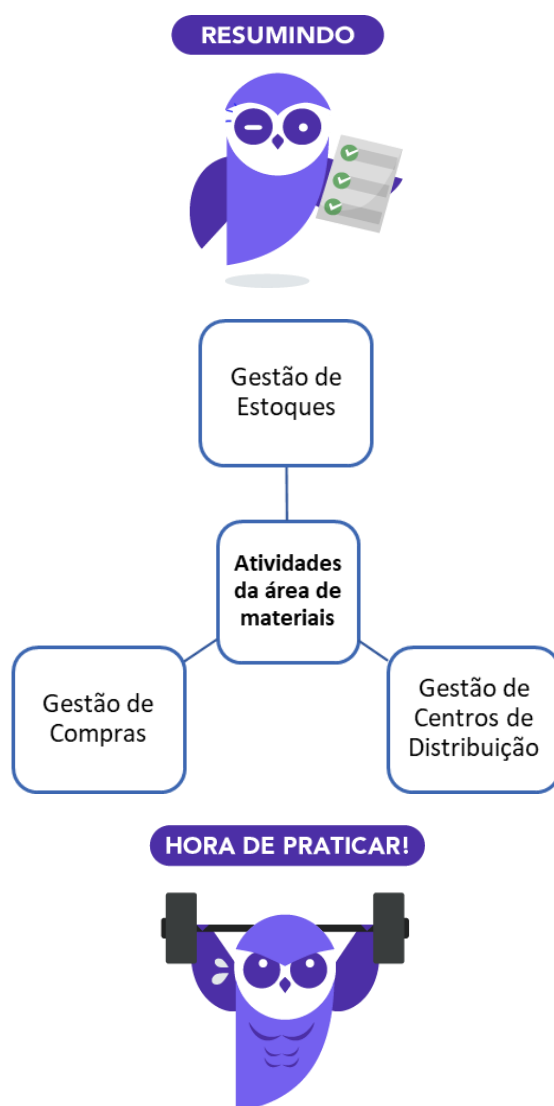 RESUMINDO
Gestão de
Estoques
Atividades
da área de
materiais
Gestão de
Compras
Gestão de
Centros de
Distribuição
HORA DE PRATICAR!